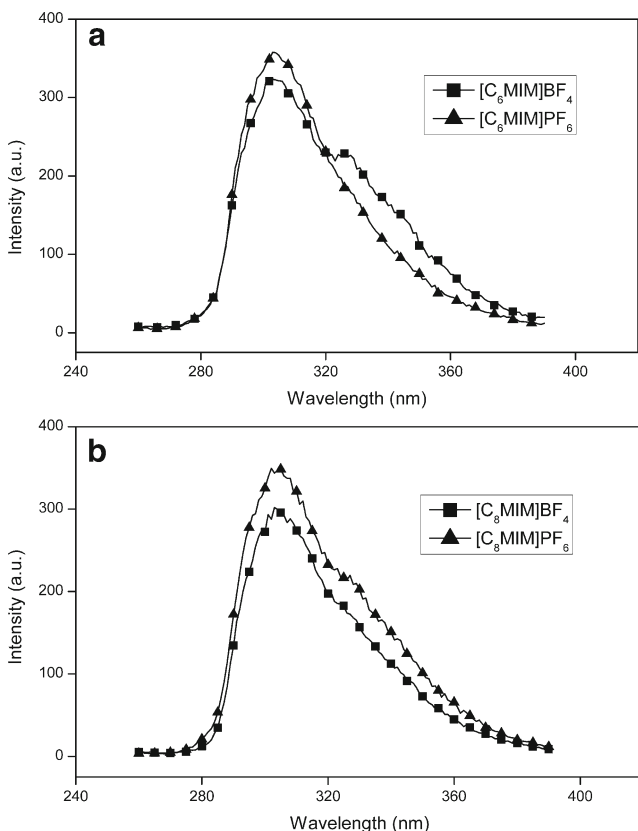 a
400
300
200
100
0
Intensity (a.u.)
[C₆MIM]BF₄
[C₆MIM]PF₆
240 280 320 360 400
Wavelength (nm)
b
400
300
200
100
0
Intensity (a.u.)
[C₈MIM]BF₄
[C₈MIM]PF₆
240 280 320 360 400
Wavelength (nm)